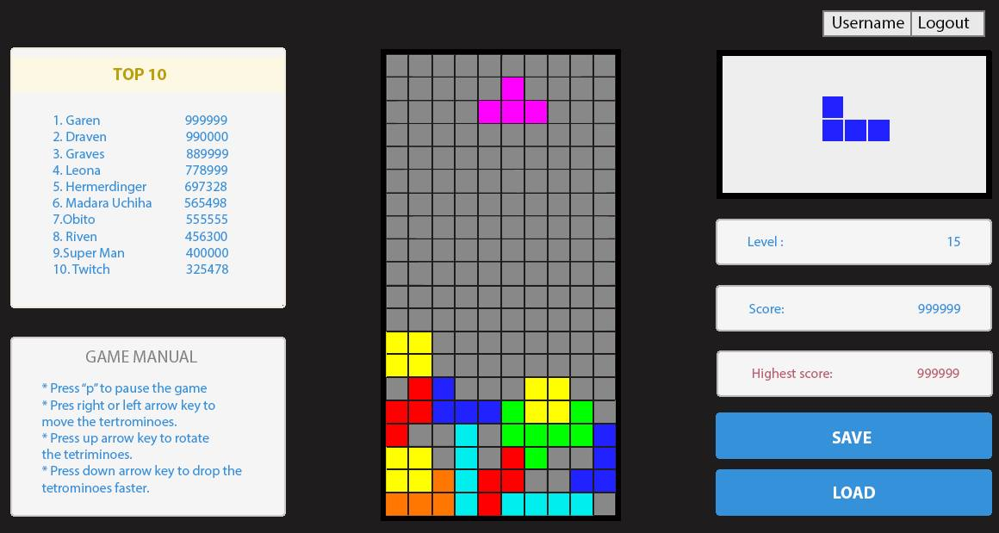 Username Logout
TOP 10
1. Garen 999999
2. Draven 990000
3. Graves 889999
4. Leona 778999
5. Hermerdinger 697328
6. Madara Uchiha 565498
7.Obito 555555
8. Riven 456300
9.Super Man 400000
10. Twitch 325478
GAME MANUAL
* Press “p” to pause the game
* Pres right or left arrow key to
move the tertrominoes.
* Press up arrow key to rotate
the tetriminoes.
* Press down arrow key to drop the
tetrominoes faster.
Level : 15
Score: 999999
Highest score: 999999
SAVE
LOAD